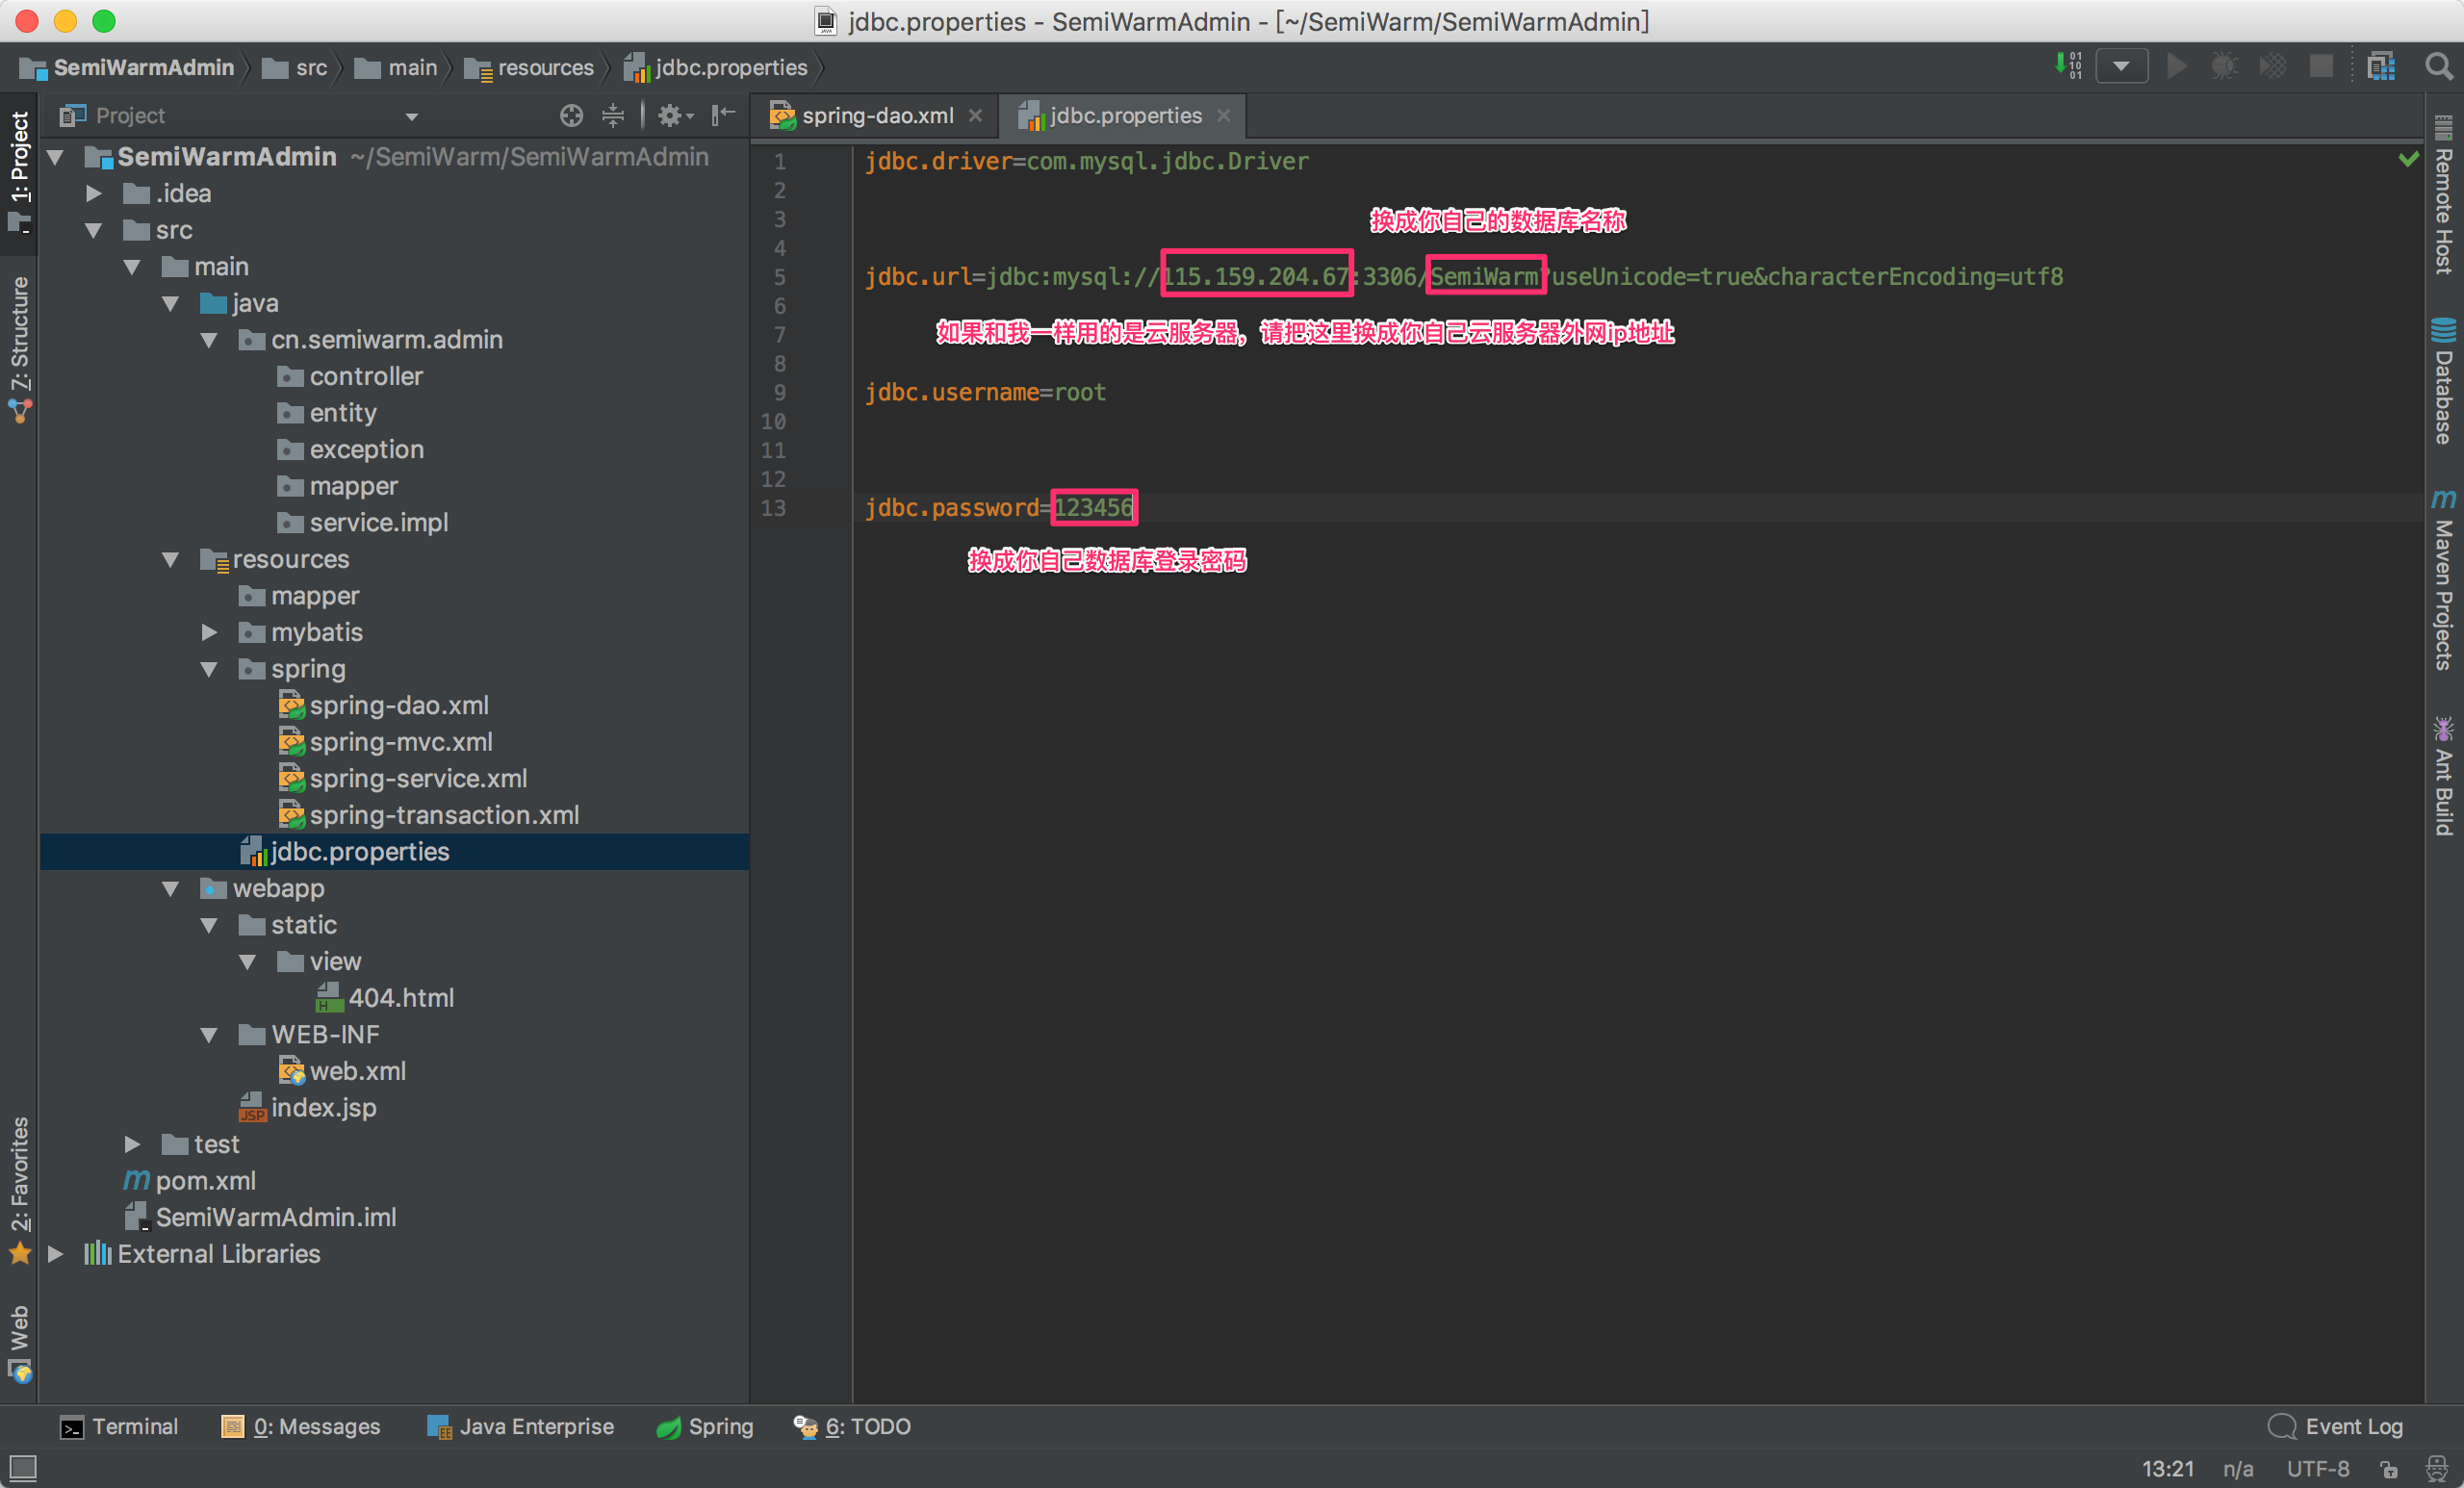 jdbc.properties - SemiWarmAdmin - [~/SemiWarm/SemiWarmAdmin]
SemiWarmAdmin src main resources jdbc.properties
Project
spring-dao.xml jdbc.properties
1: Project
7: Structure
2: Favorites
Web
SemiWarmAdmin ~/SemiWarm/SemiWarmAdmin
.idea
src
main
java
cn.semiwarm.admin
controller
entity
exception
mapper
service.impl
resources
mapper
mybatis
spring
spring-dao.xml
spring-mvc.xml
spring-service.xml
spring-transaction.xml
jdbc.properties
webapp
static
view
404.html
WEB-INF
web.xml
index.jsp
test
pom.xml
SemiWarmAdmin.iml
External Libraries
1 jdbc.driver=com.mysql.jdbc.Driver
2
3 换成你自己的数据库名称
4
5 jdbc.url=jdbc:mysql://115.159.204.67:3306/SemiWarm?useUnicode=true&characterEncoding=utf8
6
7 如果和我一样用的是云服务器，请把这里换成你自己云服务器外网ip地址
8
9 jdbc.username=root
10
11
12
13 jdbc.password=123456
换成你自己数据库登录密码
Remote Host
Database
Maven Projects
Ant Build
Terminal 0: Messages Java Enterprise Spring 6: TODO Event Log
13:21 n/a UTF-8